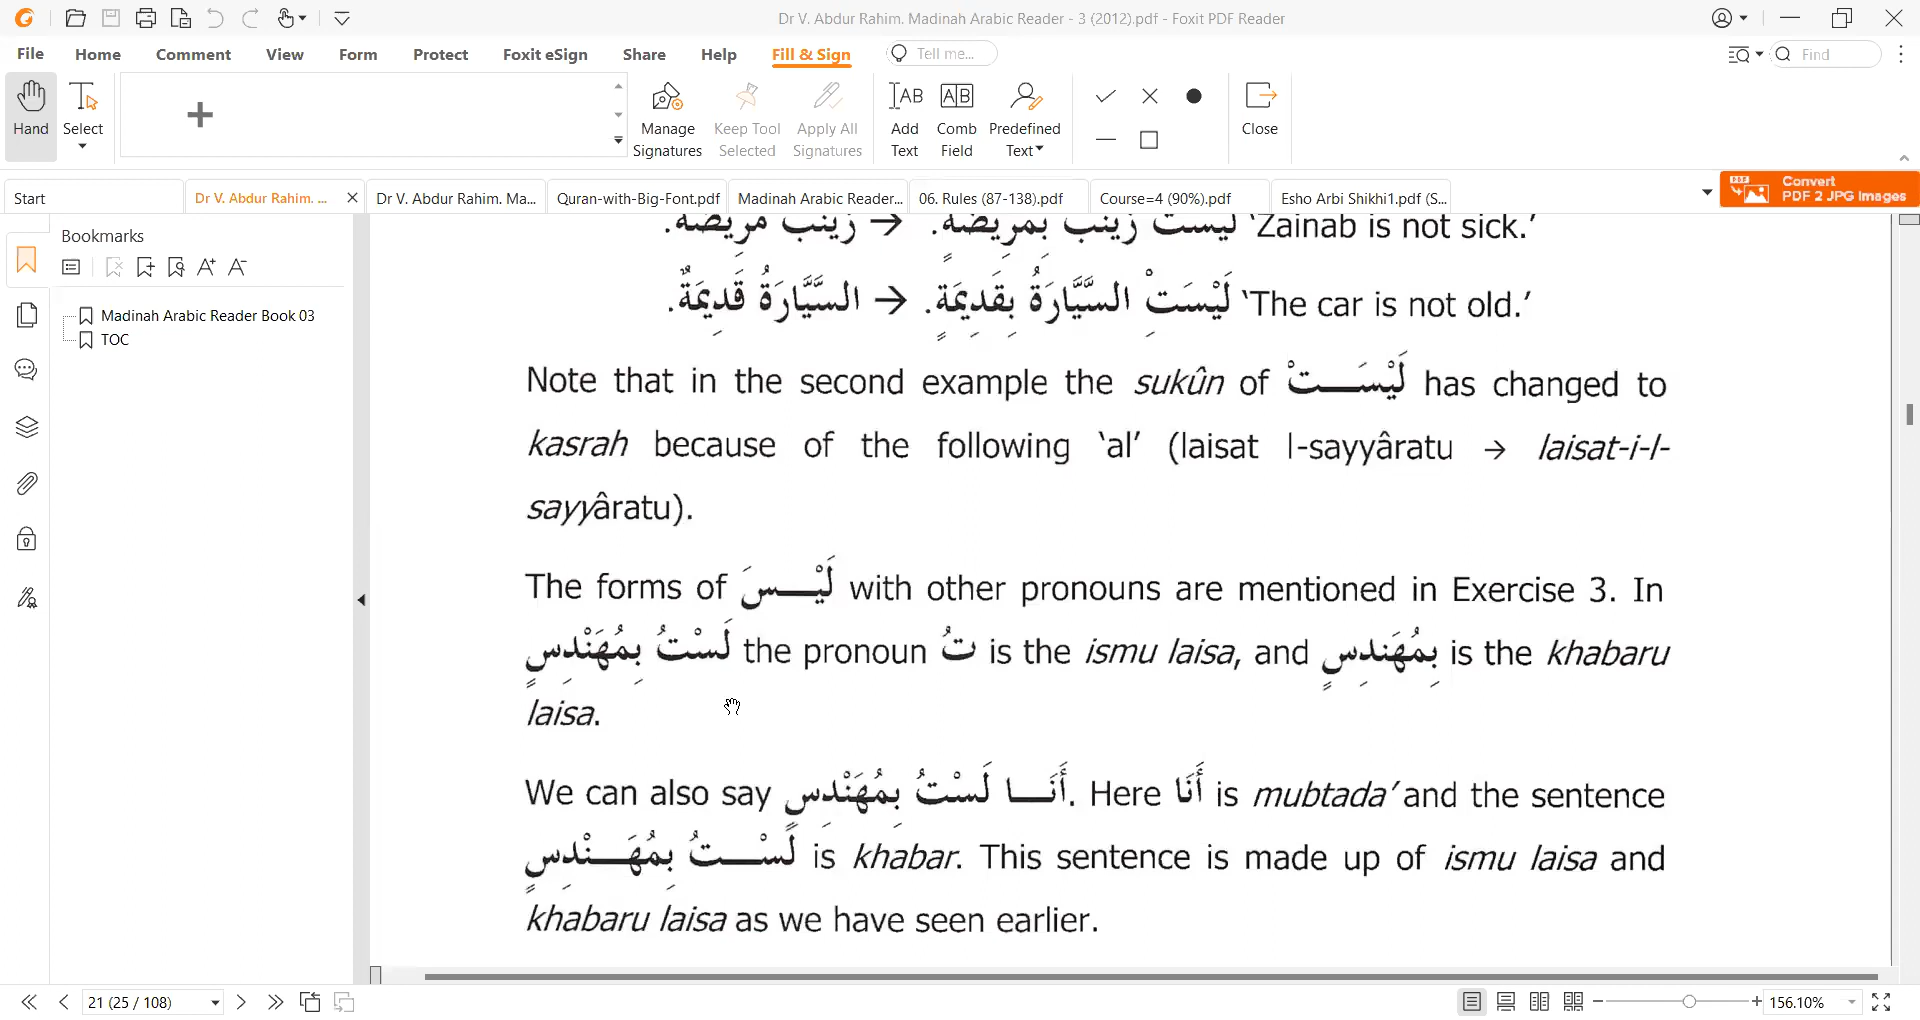 Dr V. Abdur Rahim. Madinah Arabic Reader - 3 (2012).pdf - Foxit PDF Reader
File Home Comment View Form Protect Foxit eSign Share Help Fill & Sign Tell me... Find
Hand Select Manage Signatures Keep Tool Selected Apply All Signatures Add Text Comb Field Predefined Text Close
Start Dr V. Abdur Rahim. ... Dr V. Abdur Rahim. Ma... Quran-with-Big-Font.pdf Madinah Arabic Reader... 06. Rules (87-138).pdf Course=4 (90%).pdf Esho Arbi Shikhi1.pdf (S... Convert PDF 2 JPG Images
Bookmarks
Madinah Arabic Reader Book 03
TOC
زَيْنَبُ مَرِيضَةٌ. → لَيْسَتْ زَيْنَبُ بِمَرِيضَةٍ. ‘Zainab is not sick.’
السَّيَّارَةُ قَدِيمَةٌ. → لَيْسَتِ السَّيَّارَةُ بِقَدِيمَةٍ. ‘The car is not old.’
Note that in the second example the sukûn of لَيْسَــتْ has changed to
kasrah because of the following ‘al’ (laisat l-sayyâratu → laisat-i-l-
sayyâratu).
The forms of لَيْــسَ with other pronouns are mentioned in Exercise 3. In
لَسْتُ بِمُهَنْدِسٍ the pronoun تُ is the ismu laisa, and بِمُهَنْدِسٍ is the khabaru
laisa.
We can also say أَنَــا لَسْتُ بِمُهَنْدِسٍ. Here أَنَا is mubtada’ and the sentence
لَسْــتُ بِمُهَــنْدِسٍ is khabar. This sentence is made up of ismu laisa and
khabaru laisa as we have seen earlier.
21 (25 / 108) 156.10%